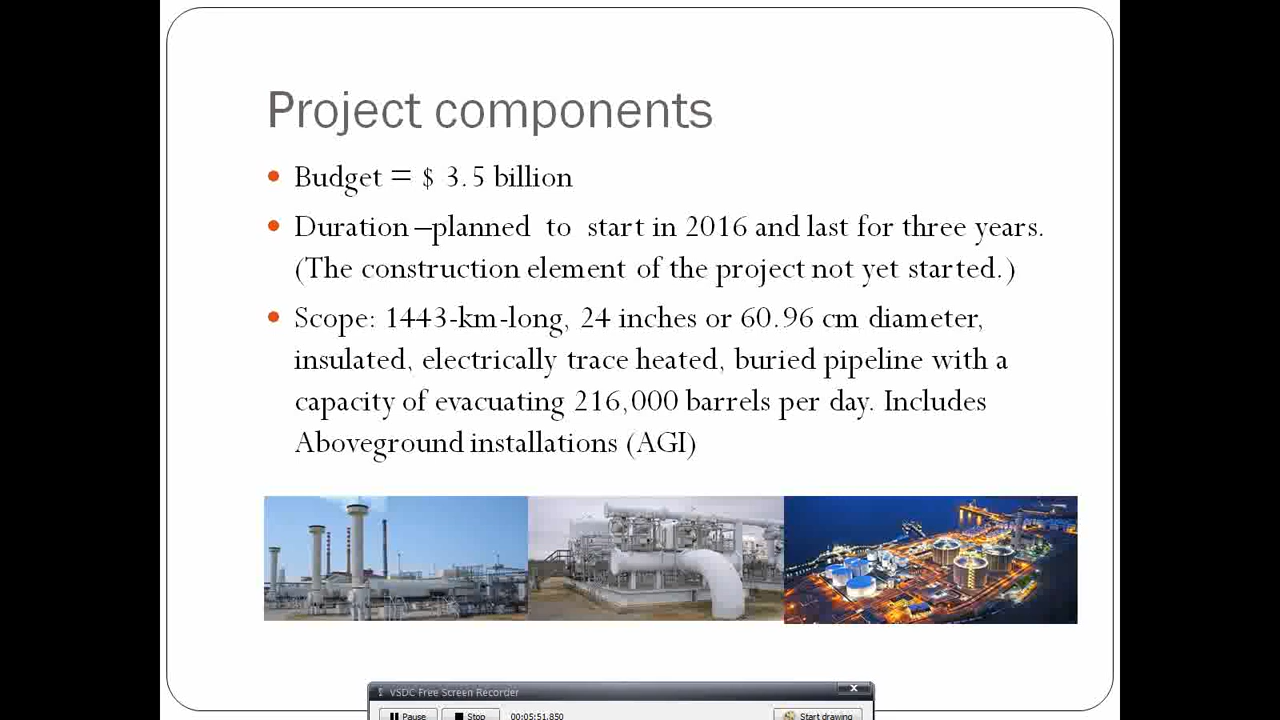 Project components
Budget = $ 3.5 billion
Duration –planned  to  start in 2016 and last for three years.
(The construction element of the project not yet started.)
Scope: 1443-km-long, 24 inches or 60.96 cm diameter,
insulated, electrically trace heated, buried pipeline with a
capacity of evacuating 216,000 barrels per day. Includes
Aboveground installations (AGI)
VSDC Free Screen Recorder
Pause Stop 00:05:51.850 Start drawing